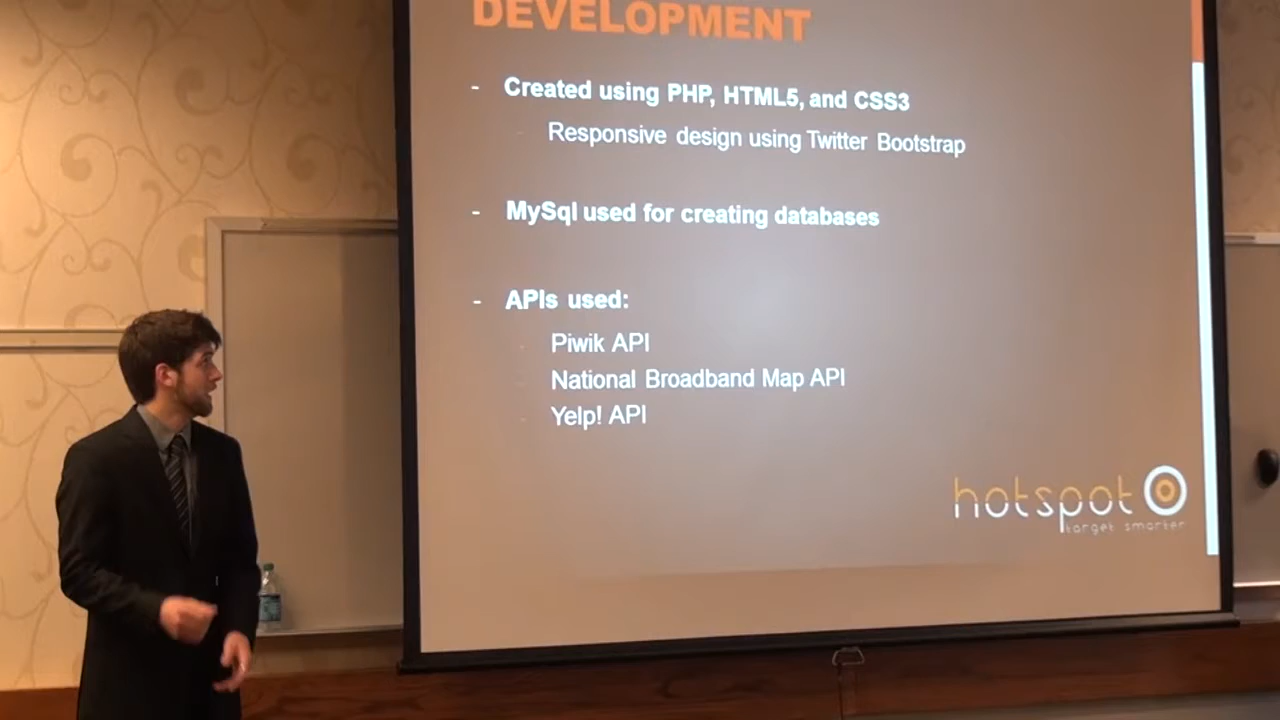 DEVELOPMENT
- Created using PHP, HTML5, and CSS3
- Responsive design using Twitter Bootstrap
- MySql used for creating databases
- APIs used:
- Piwik API
- National Broadband Map API
- Yelp! API
hotspot
target smarter